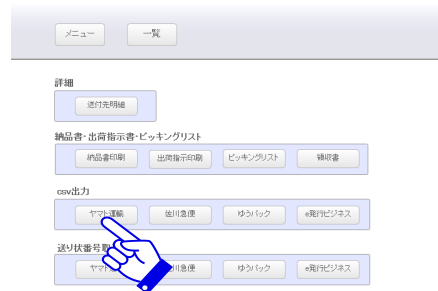 メニュー 一覧
詳細
送付先明細
納品書・出荷指示書・ピッキングリスト
納品書印刷 出荷指示印刷 ピッキングリスト 領収書
csv出力
ヤマト運輸 佐川急便 ゆうパック e発行ビジネス
送り状番号取
ヤマト 川急便 ゆうパック e発行ビジネス